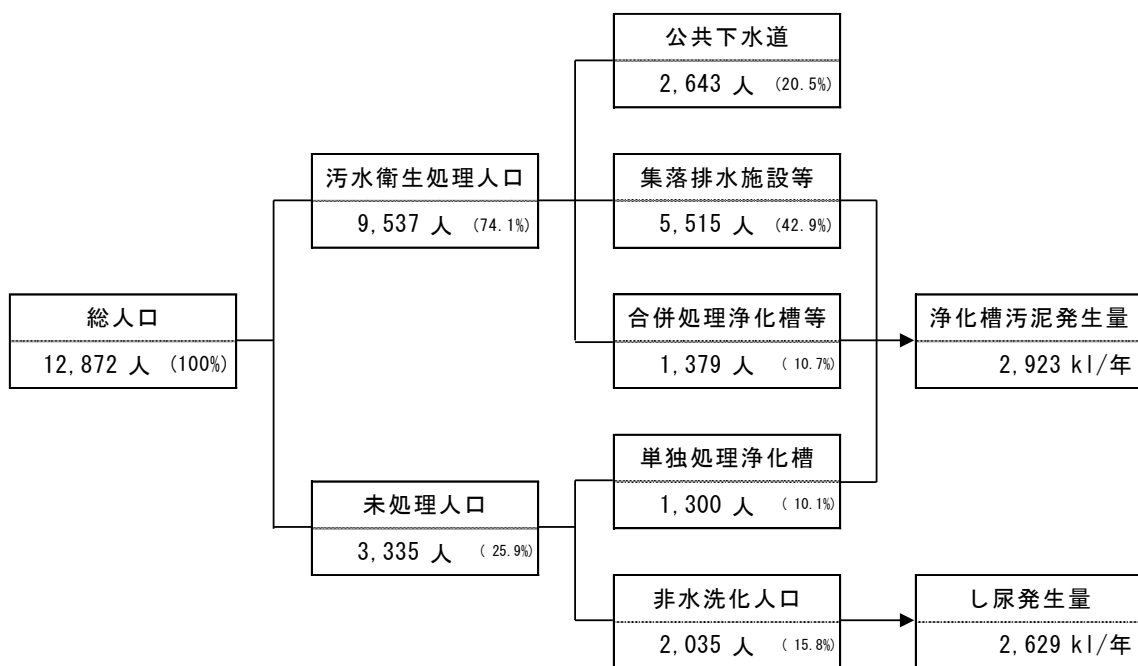 公共下水道
2,643 人 (20.5%)
汚水衛生処理人口
9,537 人 (74.1%)
集落排水施設等
5,515 人 (42.9%)
総人口
12,872 人 (100%)
合併処理浄化槽等
1,379 人 ( 10.7%)
浄化槽汚泥発生量
2,923 kl/年
単独処理浄化槽
1,300 人 ( 10.1%)
未処理人口
3,335 人 ( 25.9%)
非水洗化人口
2,035 人 ( 15.8%)
し尿発生量
2,629 kl/年